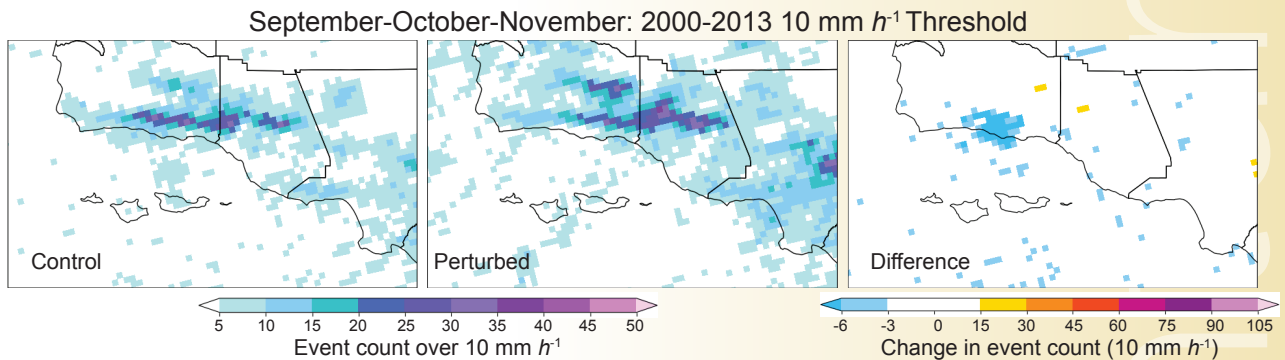 September-October-November: 2000-2013 10 mm h⁻¹ Threshold
Control
Perturbed
Difference
5 10 15 20 25 30 35 40 45 50
Event count over 10 mm h⁻¹
-6 -3 0 15 30 45 60 75 90 105
Change in event count (10 mm h⁻¹)